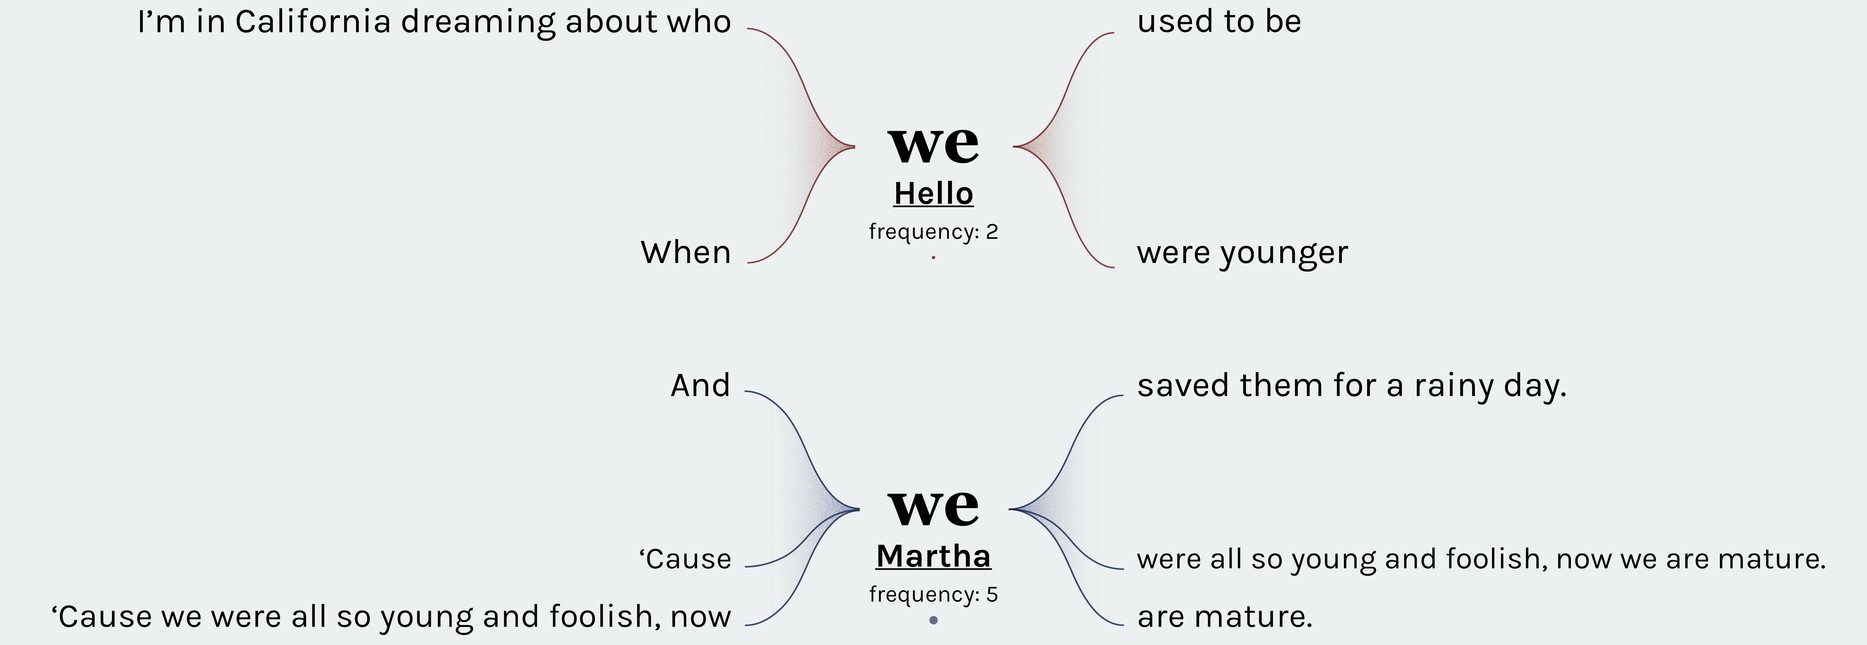 I’m in California dreaming about who used to be
we
Hello
frequency: 2
When were younger
And saved them for a rainy day.
we
Martha
‘Cause were all so young and foolish, now we are mature.
frequency: 5
‘Cause we were all so young and foolish, now are mature.